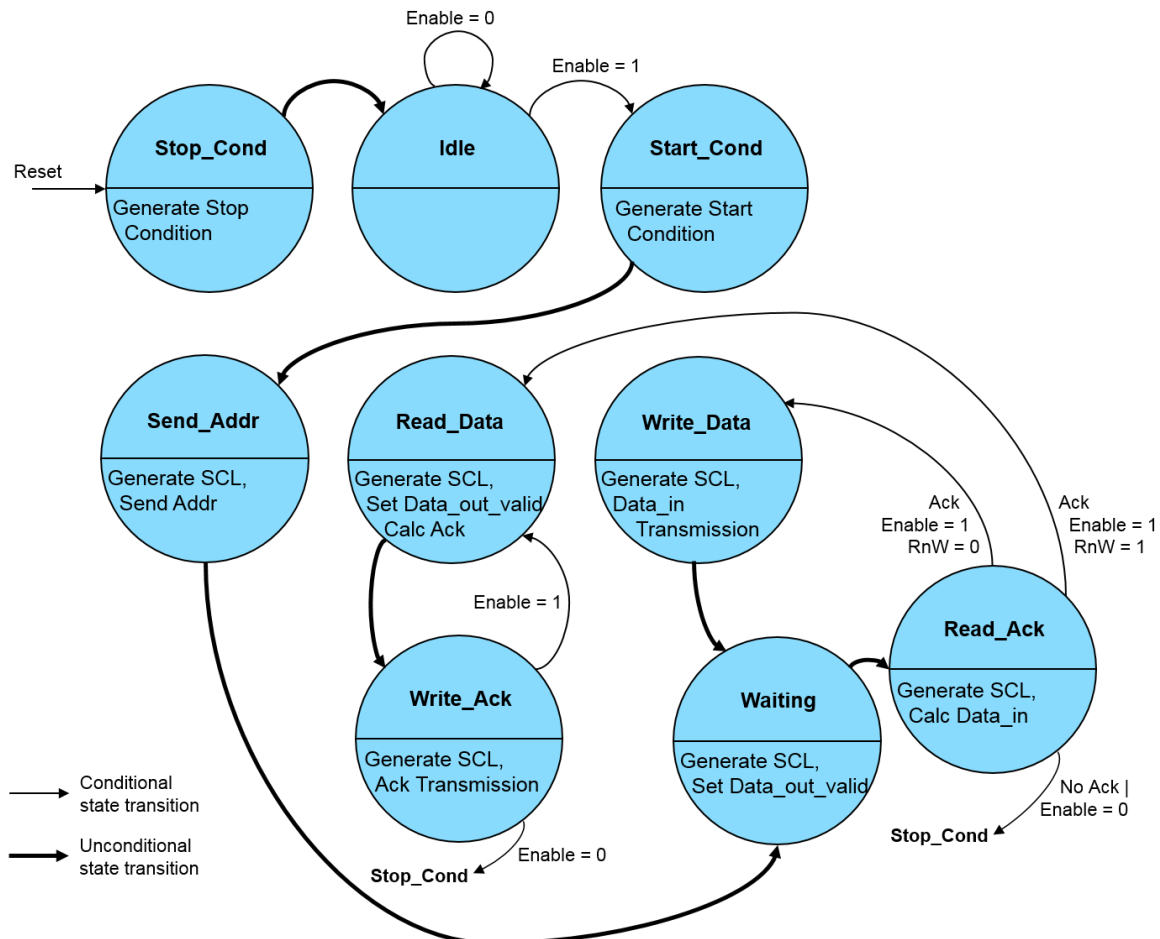 Enable = 0
Enable = 1
Stop_Cond
Idle
Start_Cond
Reset
Generate Stop
Condition
Generate Start
Condition
Send_Addr
Read_Data
Write_Data
Generate SCL,
Send Addr
Generate SCL,
Set Data_out_valid
Calc Ack
Generate SCL,
Data_in
Transmission
Ack
Enable = 1
RnW = 0
Ack
Enable = 1
RnW = 1
Enable = 1
Read_Ack
Generate SCL,
Calc Data_in
Write_Ack
Generate SCL,
Ack Transmission
Waiting
Generate SCL,
Set Data_out_valid
No Ack |
Enable = 0
Stop_Cond
Enable = 0
Stop_Cond
Conditional
state transition
Unconditional
state transition